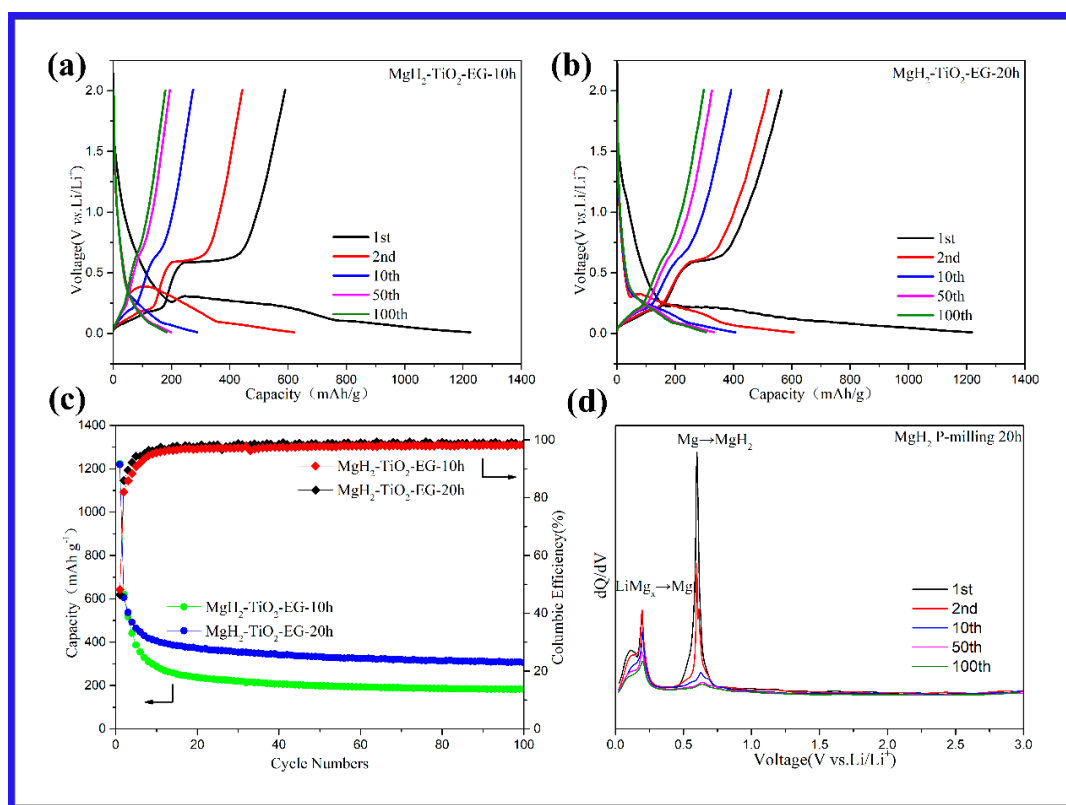 (a)
MgH₂-TiO₂-EG-10h
2.0
1.5
1.0
0.5
0.0
Voltage(V vs.Li/Li⁺)
1st
2nd
10th
50th
100th
0 200 400 600 800 1000 1200 1400
Capacity（mAh/g）
(b)
MgH₂-TiO₂-EG-20h
2.0
1.5
1.0
0.5
0.0
Voltage(V vs.Li/Li⁺)
1st
2nd
10th
50th
100th
0 200 400 600 800 1000 1200 1400
Capacity（mAh/g）
(c)
1400
1200
1000
800
600
400
200
0
Capacity（mAh g⁻¹）
MgH₂-TiO₂-EG-10h
MgH₂-TiO₂-EG-20h
MgH₂-TiO₂-EG-10h
MgH₂-TiO₂-EG-20h
100
80
60
40
20
0
Columbic Efficiency(%)
0 20 40 60 80 100
Cycle Numbers
(d)
MgH₂ P-milling 20h
Mg→MgH₂
LiMgₓ→Mg
dQ/dV
1st
2nd
10th
50th
100th
0.0 0.5 1.0 1.5 2.0 2.5 3.0
Voltage(V vs.Li/Li⁺)